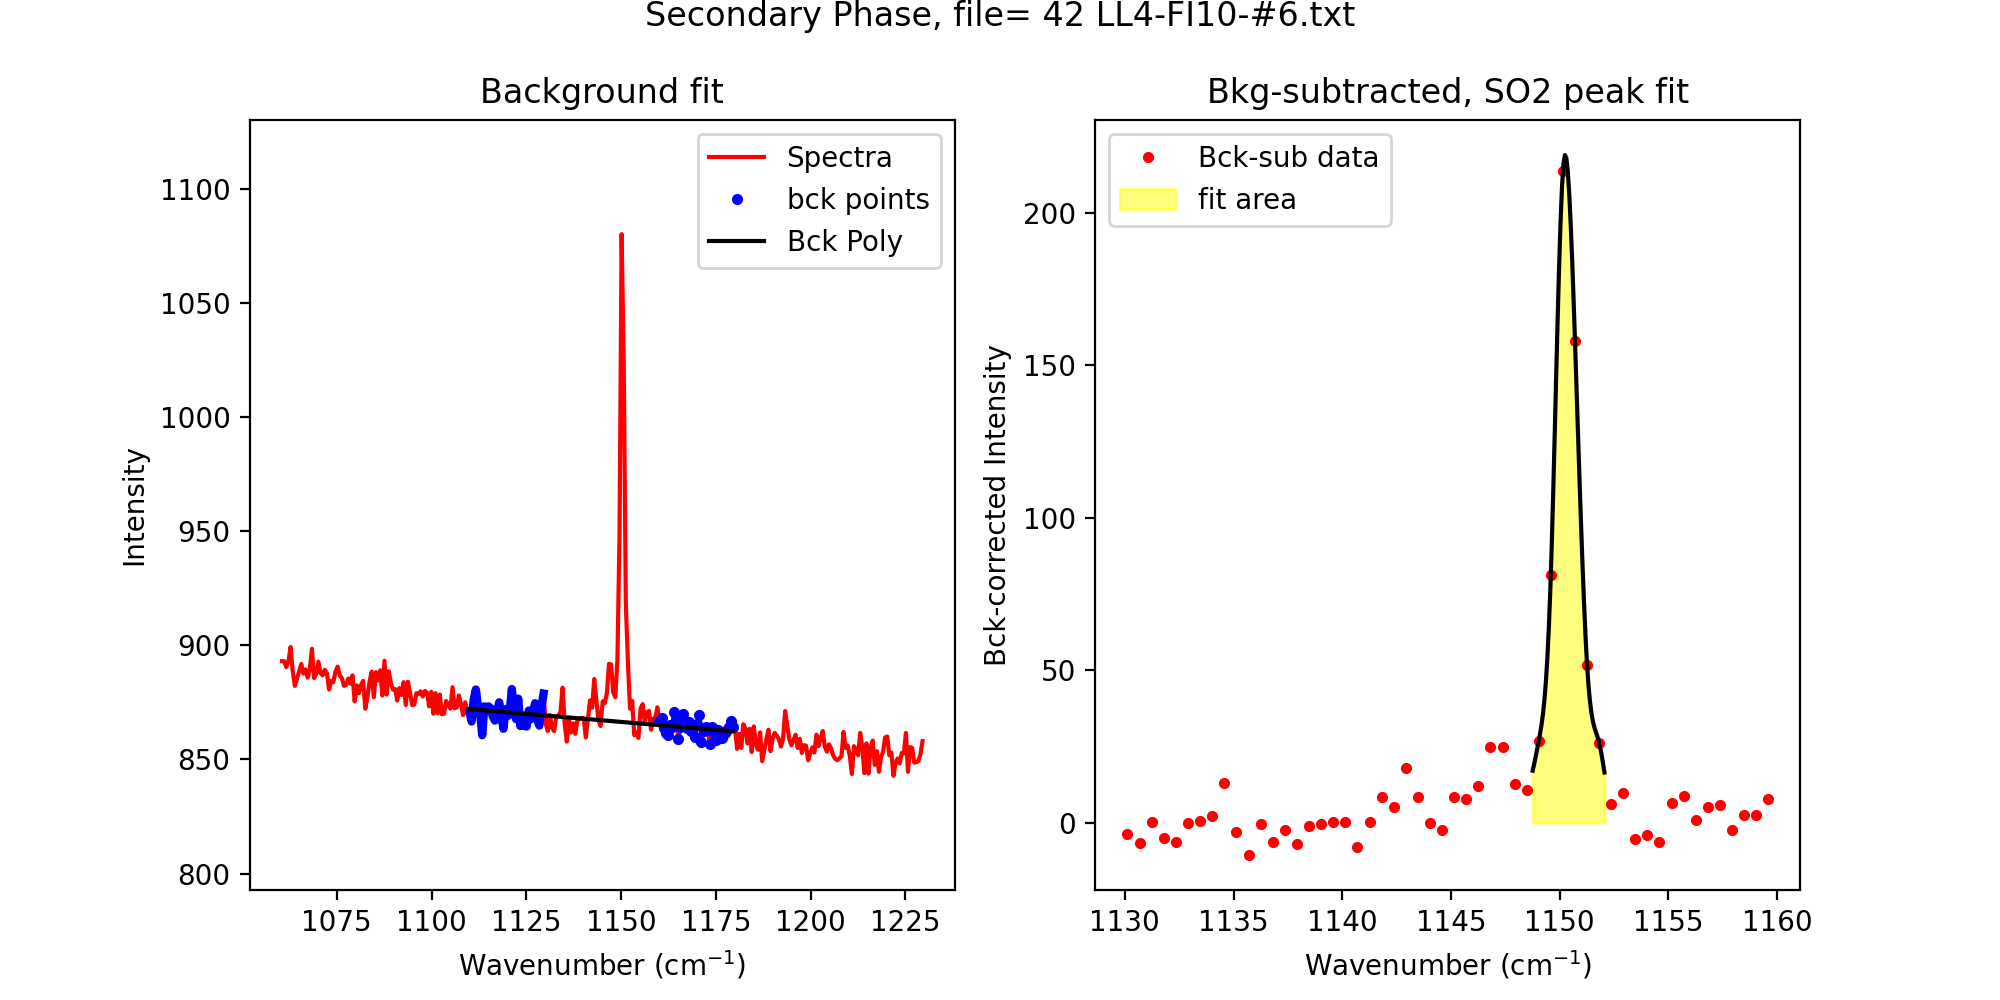 Secondary Phase, file= 42 LL4-FI10-#6.txt
Background fit
Spectra
bck points
Bck Poly
1100
1050
1000
950
900
850
800
Intensity
1075 1100 1125 1150 1175 1200 1225
Wavenumber (cm⁻¹)
Bkg-subtracted, SO2 peak fit
Bck-sub data
fit area
200
150
100
50
0
Bck-corrected Intensity
1130 1135 1140 1145 1150 1155 1160
Wavenumber (cm⁻¹)